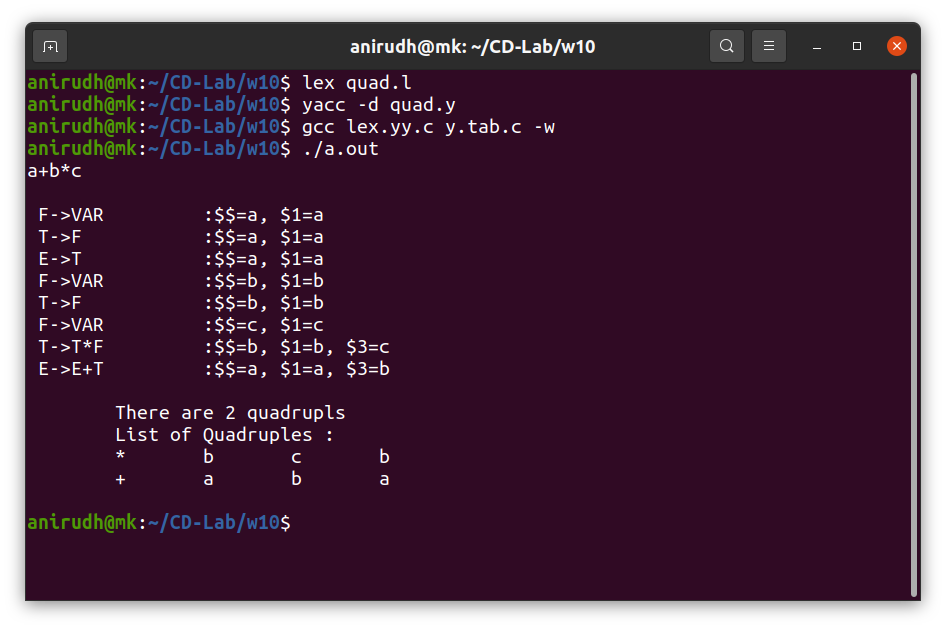 anirudh@mk: ~/CD-Lab/w10
anirudh@mk:~/CD-Lab/w10$ lex quad.l
anirudh@mk:~/CD-Lab/w10$ yacc -d quad.y
anirudh@mk:~/CD-Lab/w10$ gcc lex.yy.c y.tab.c -w
anirudh@mk:~/CD-Lab/w10$ ./a.out
a+b*c
F->VAR :$$=a, $1=a
T->F :$$=a, $1=a
E->T :$$=a, $1=a
F->VAR :$$=b, $1=b
T->F :$$=b, $1=b
F->VAR :$$=c, $1=c
T->T*F :$$=b, $1=b, $3=c
E->E+T :$$=a, $1=a, $3=b
There are 2 quadrupls
List of Quadruples :
* b c b
+ a b a
anirudh@mk:~/CD-Lab/w10$